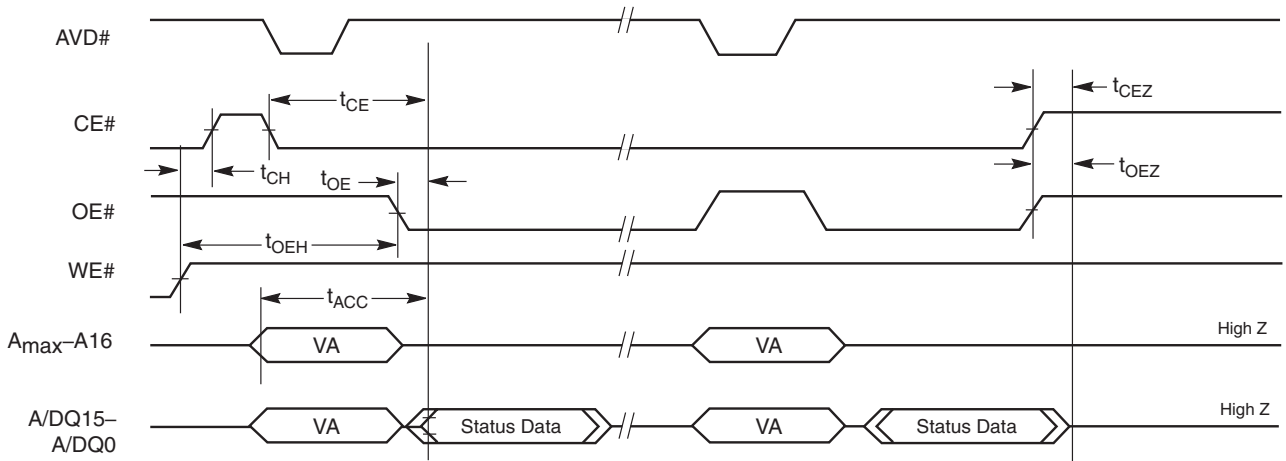 AVD#
t_CE
t_CEZ
CE#
t_CH
t_OE
t_OEZ
OE#
t_OEH
WE#
t_ACC
A_max–A16
VA
VA
High Z
A/DQ15–
A/DQ0
VA
Status Data
VA
Status Data
High Z